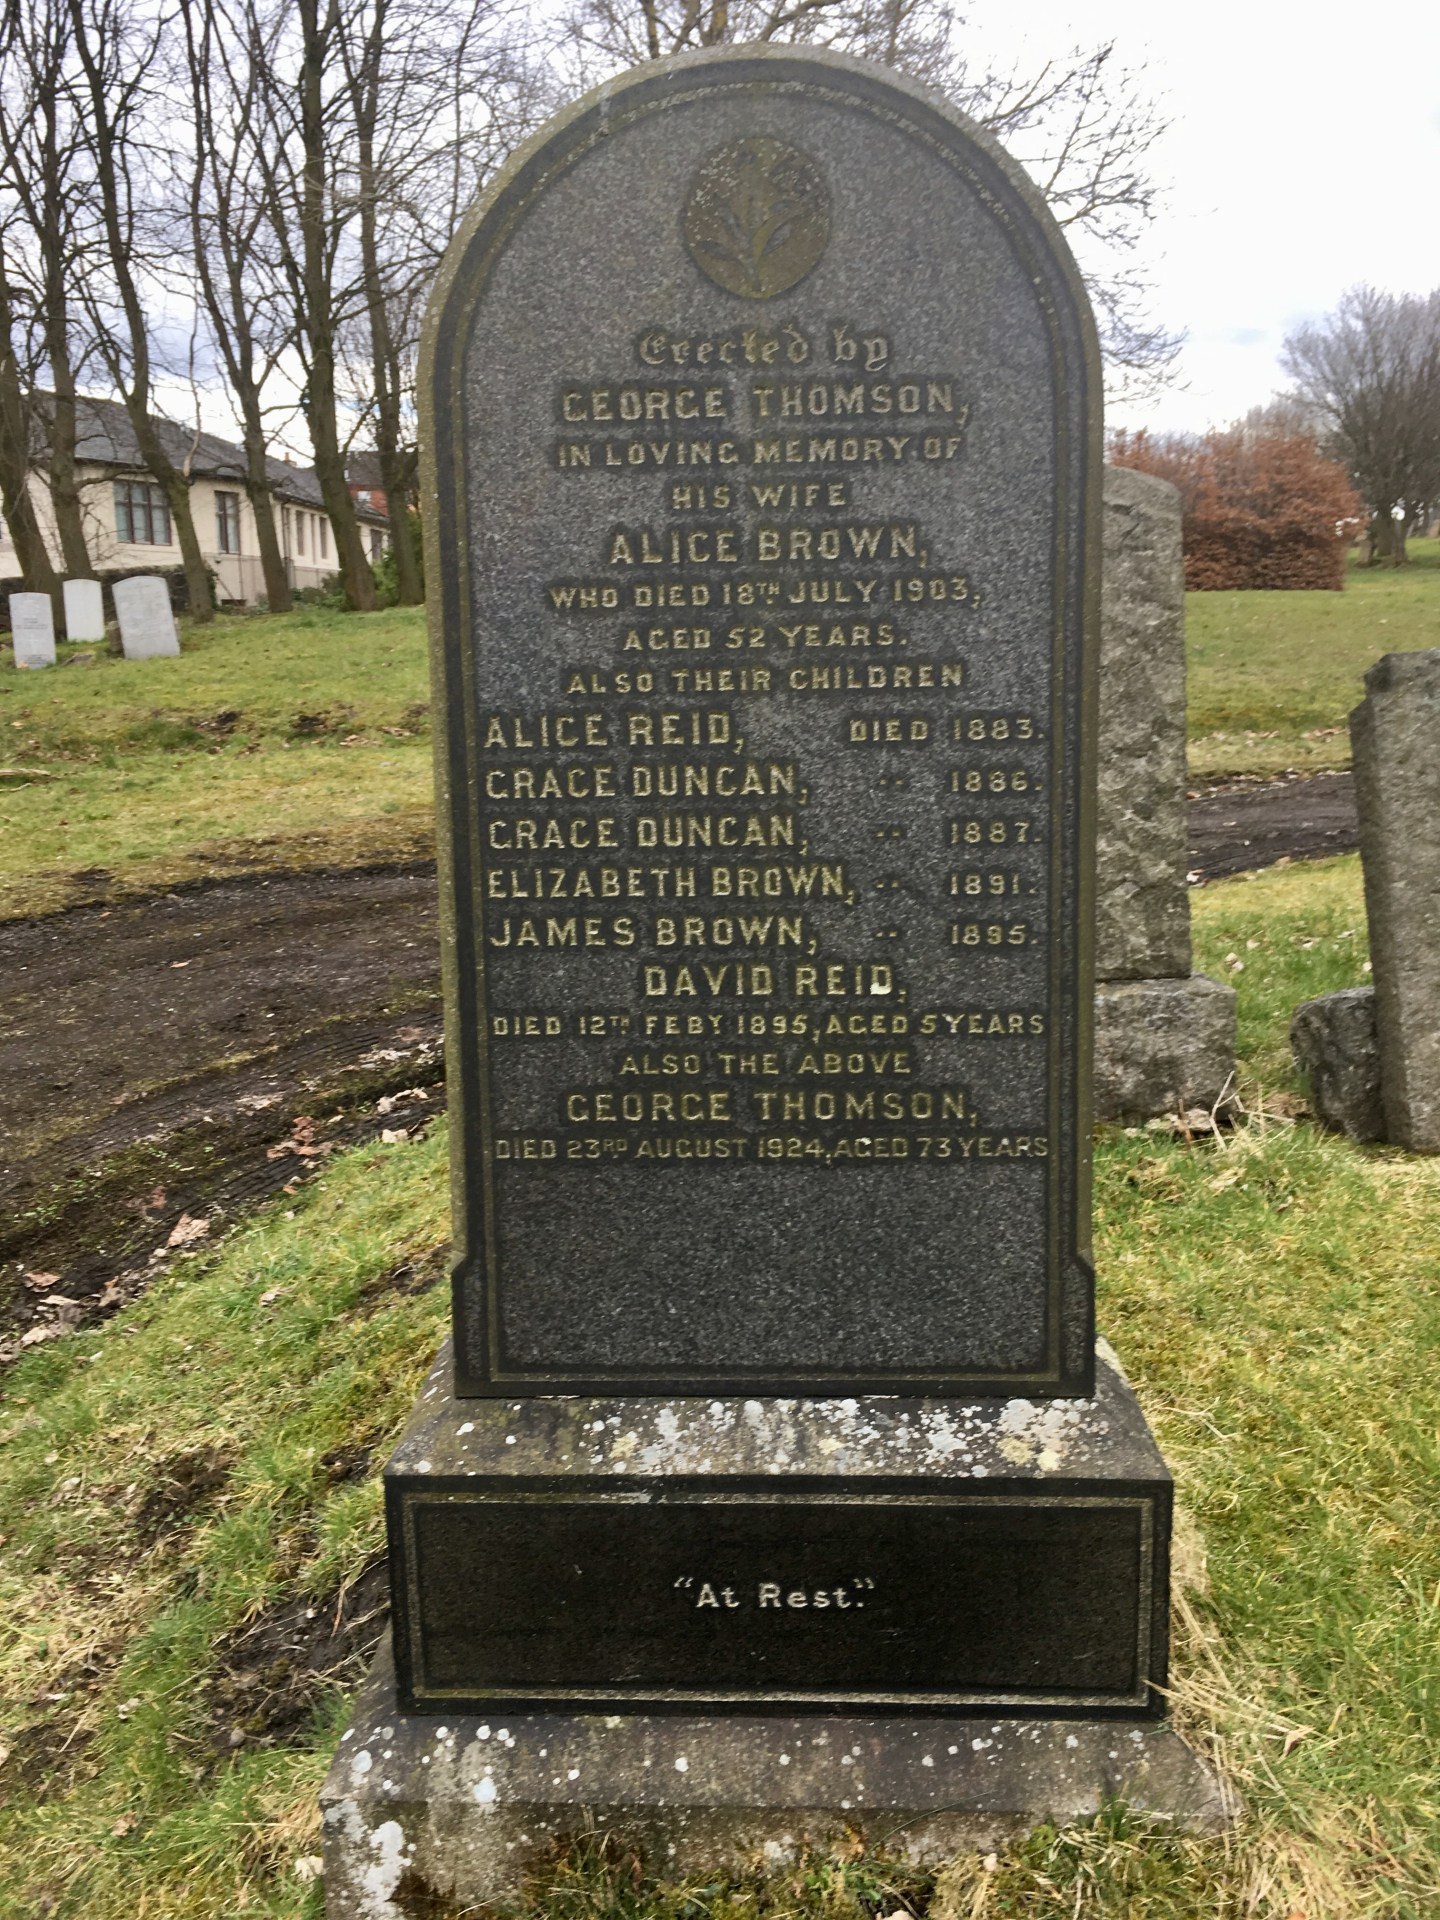 Erected by
GEORGE THOMSON,
IN LOVING MEMORY OF
HIS WIFE
ALICE BROWN,
WHO DIED 18TH JULY 1903,
AGED 52 YEARS.
ALSO THEIR CHILDREN
ALICE REID, DIED 1883.
GRACE DUNCAN, " 1886.
GRACE DUNCAN, " 1887.
ELIZABETH BROWN, " 1891.
JAMES BROWN, " 1895.
DAVID REID,
DIED 12TH FEBY 1895, AGED 5 YEARS
ALSO THE ABOVE
GEORGE THOMSON,
DIED 23RD AUGUST 1924, AGED 73 YEARS
"At Rest."